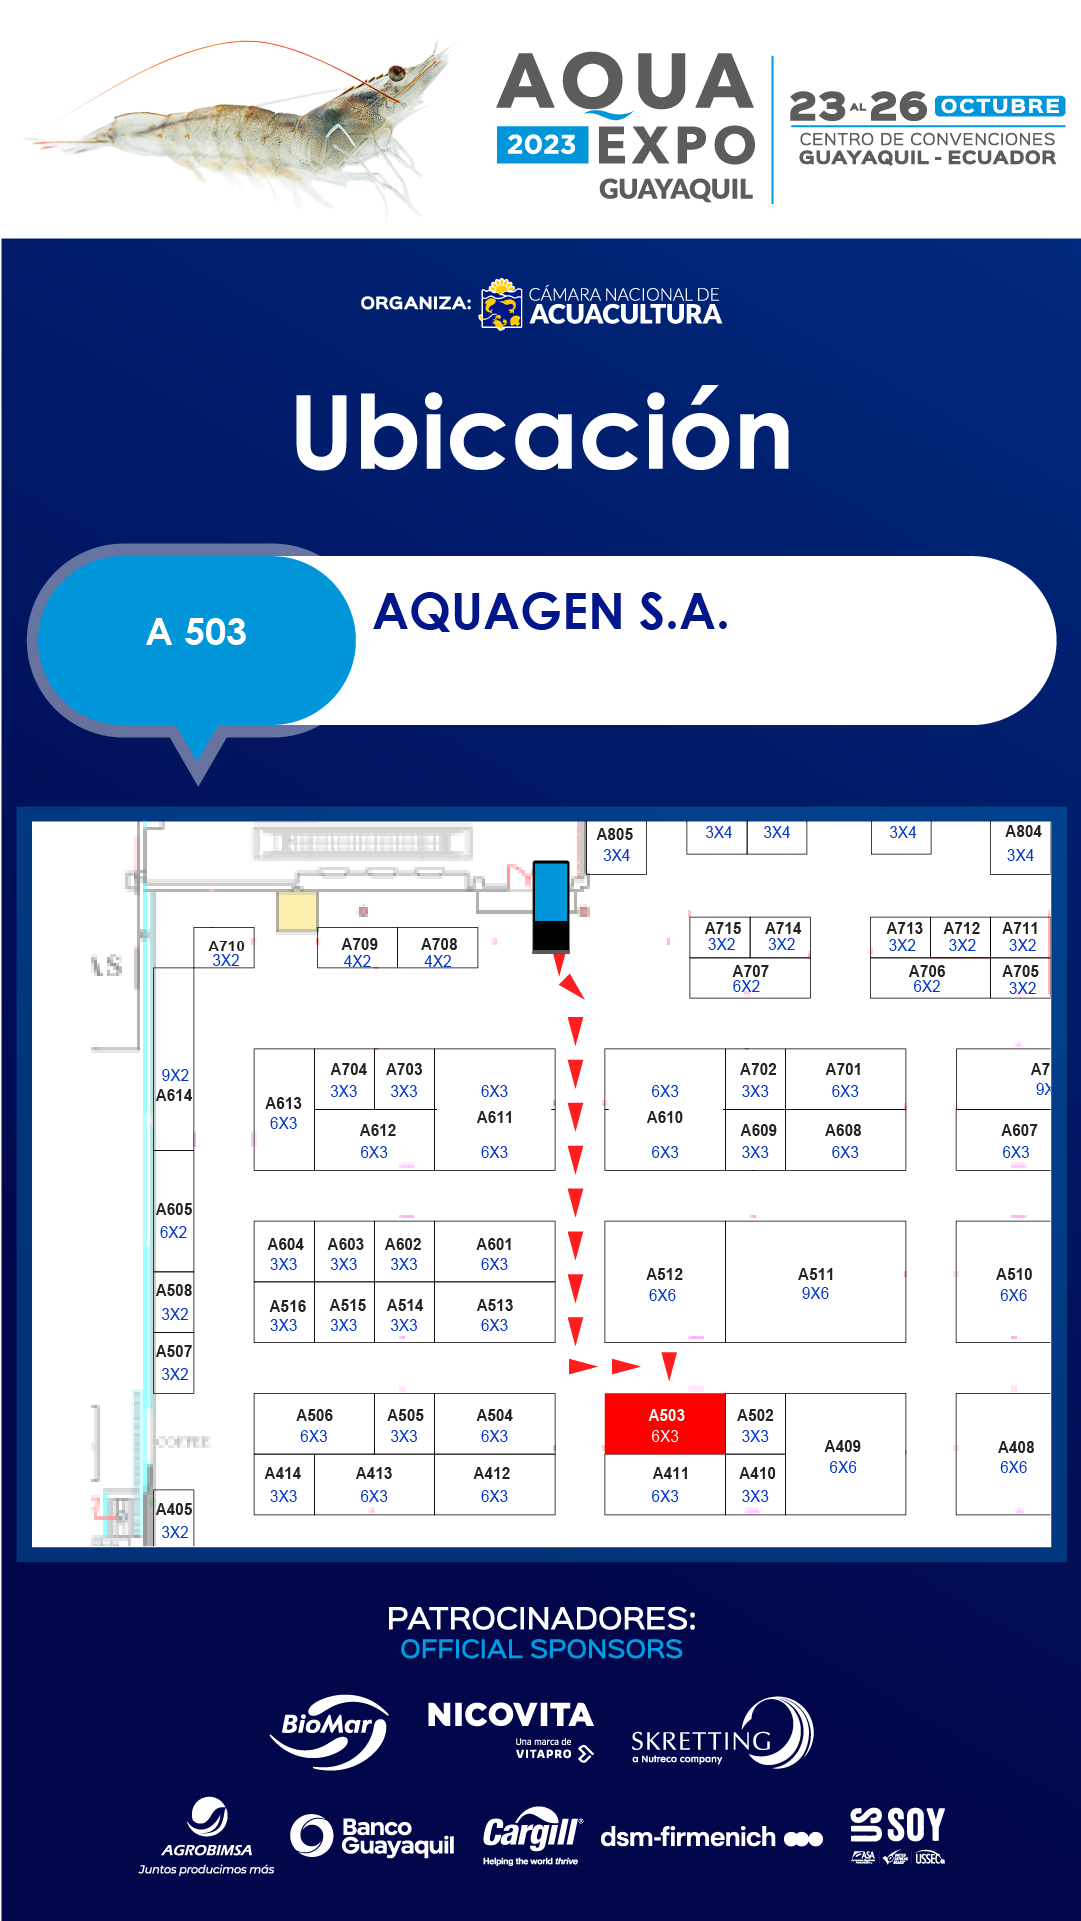 AQUA
2023 EXPO
GUAYAQUIL
23 AL 26 OCTUBRE
CENTRO DE CONVENCIONES
GUAYAQUIL - ECUADOR
ORGANIZA:
CÁMARA NACIONAL DE
ACUACULTURA
Ubicación
A 503
AQUAGEN S.A.
A805
3X4
3X4
3X4
3X4
A804
3X4
A710
3X2
A709
4X2
A708
4X2
A715
3X2
A714
3X2
A713
3X2
A712
3X2
A711
3X2
A707
6X2
A706
6X2
A705
3X2
9X2
A614
A613
6X3
A704
3X3
A703
3X3
6X3
A611
6X3
A612
6X3
6X3
A610
6X3
A702
3X3
A701
6X3
A609
3X3
A608
6X3
A607
6X3
A605
6X2
A604
3X3
A603
3X3
A602
3X3
A601
6X3
A512
6X6
A511
9X6
A510
6X6
A508
3X2
A516
3X3
A515
3X3
A514
3X3
A513
6X3
A507
3X2
A506
6X3
A505
3X3
A504
6X3
A503
6X3
A502
3X3
A409
6X6
A408
6X6
COFFEE
A414
3X3
A413
6X3
A412
6X3
A411
6X3
A410
3X3
A405
3X2
PATROCINADORES:
OFFICIAL SPONSORS
BioMar
NICOVITA
Una marca de
VITAPRO
SKRETTING
a Nutreco company
AGROBIMSA
Juntos producimos más
Banco
Guayaquil
Cargill®
Helping the world thrive
dsm-firmenich
US SOY
ASA
USSEC